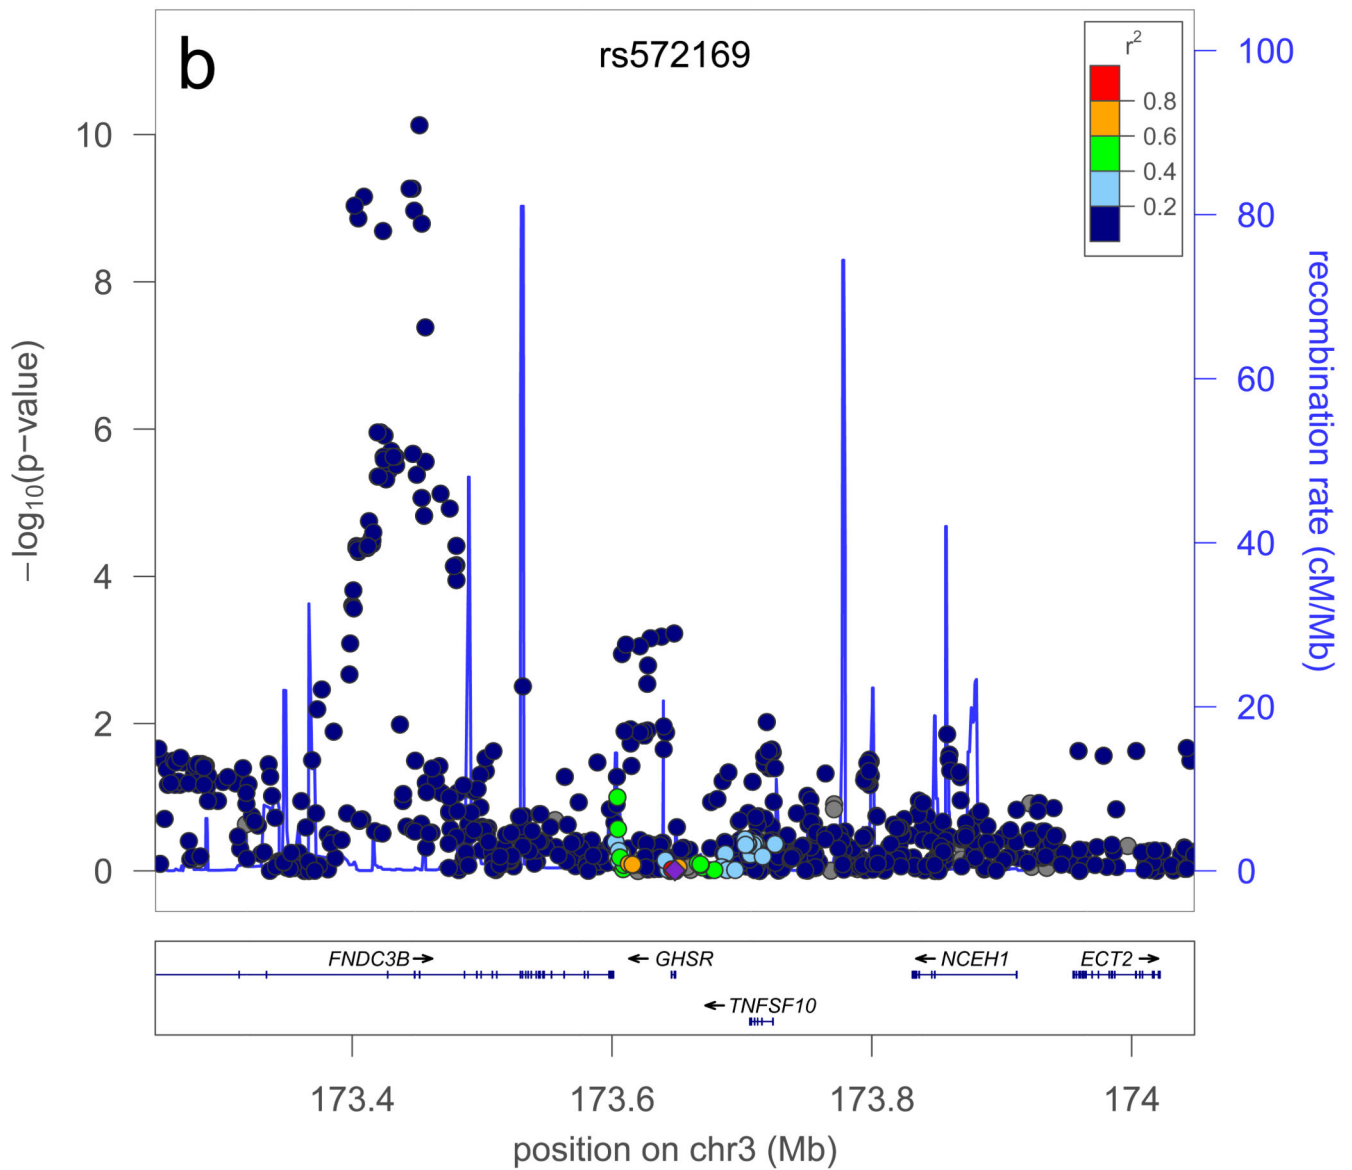 b
rs572169
r2
0.8
0.6
0.4
0.2
10
8
6
4
2
0
−log10(p−value)
100
80
60
40
20
0
recombination rate (cM/Mb)
FNDC3B→
←GHSR
←NCEH1
ECT2→
←TNFSF10
173.4
173.6
173.8
174
position on chr3 (Mb)